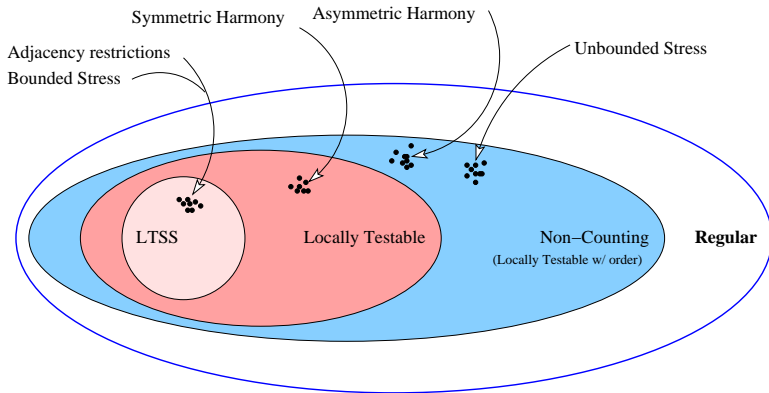 Symmetric Harmony
Asymmetric Harmony
Adjacency restrictions
Bounded Stress
Unbounded Stress
LTSS
Locally Testable
Non−Counting
(Locally Testable w/ order)
Regular